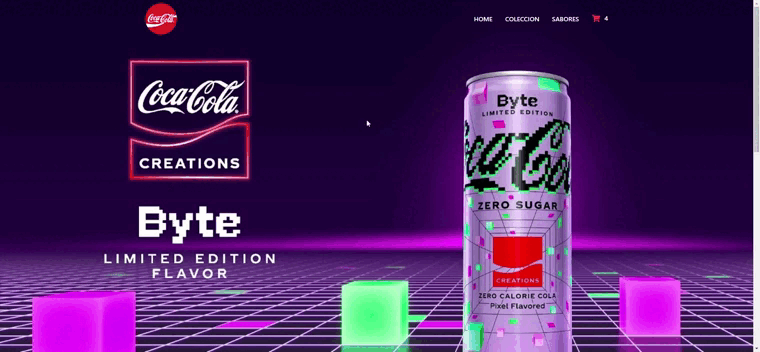 Coca-Cola
HOME COLECCION SABORES 4
Coca-Cola
CREATIONS
Byte
LIMITED EDITION
FLAVOR
Byte
LIMITED EDITION
Coca-Cola
ZERO SUGAR
CREATIONS
ZERO CALORIE COLA
Pixel Flavored